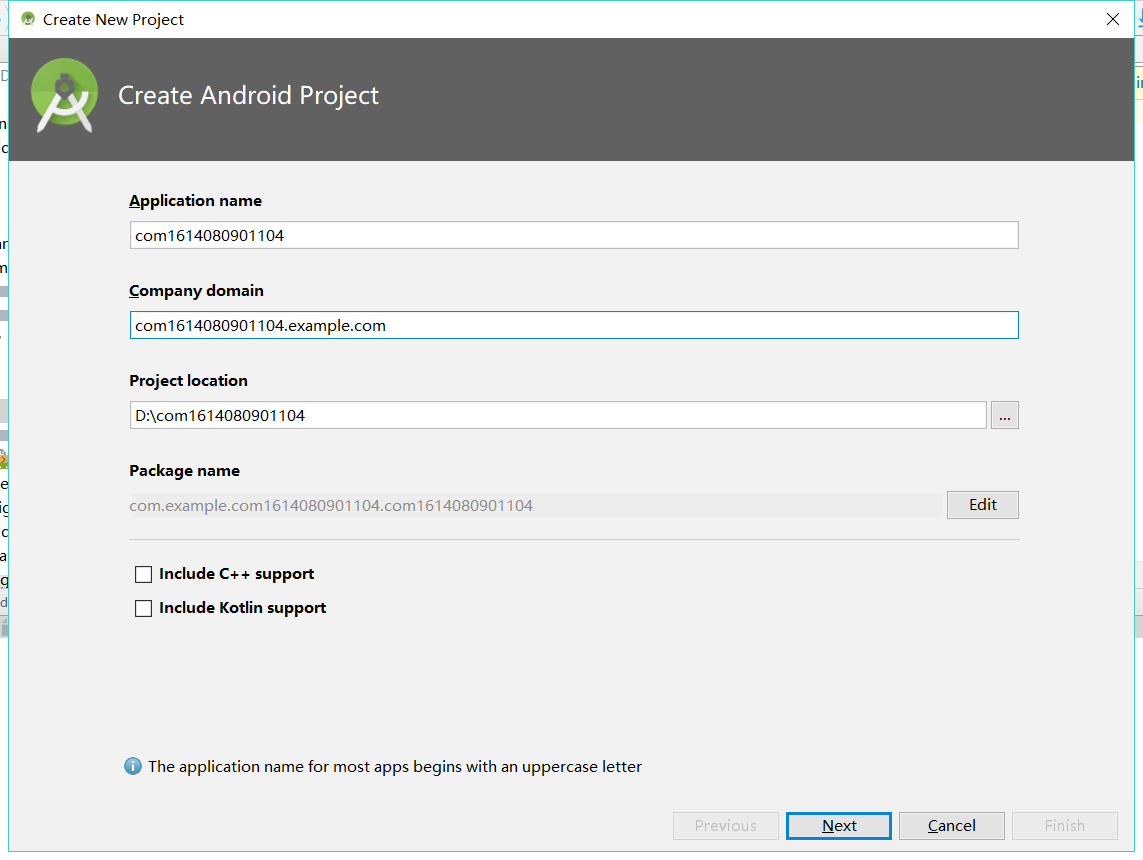 Create New Project
Create Android Project
Application name
com1614080901104
Company domain
com1614080901104.example.com
Project location
D:\com1614080901104
...
Package name
com.example.com1614080901104.com1614080901104
Edit
Include C++ support
Include Kotlin support
The application name for most apps begins with an uppercase letter
Previous
Next
Cancel
Finish